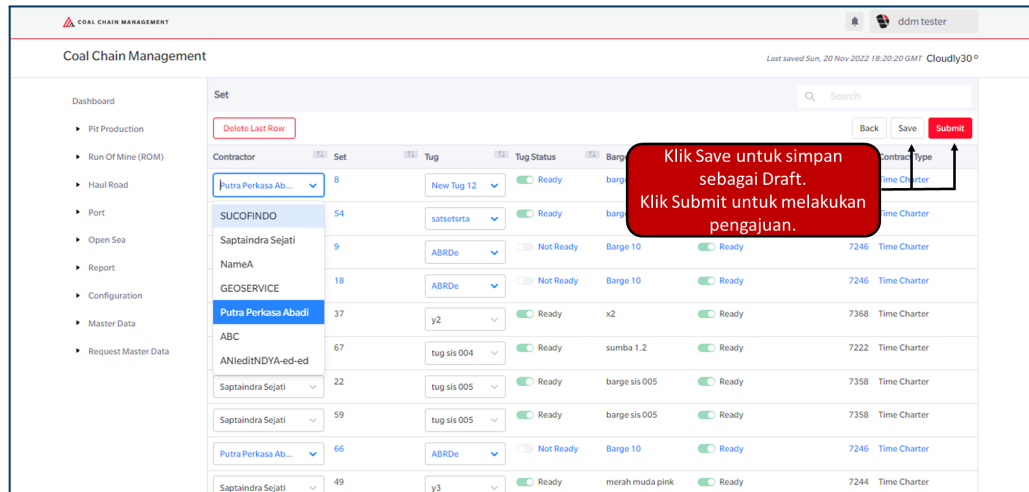 COAL CHAIN MANAGEMENT
ddm tester
Coal Chain Management
Last saved Sun, 20 Nov 2022 18:20:20 GMT Cloudly30°
Dashboard
Pit Production
Run Of Mine (ROM)
Haul Road
Port
Open Sea
Report
Configuration
Master Data
Request Master Data
Set
Search
Delete Last Row
Back Save Submit
Klik Save untuk simpan
sebagai Draft.
Klik Submit untuk melakukan
pengajuan.
Contractor Set Tug Tug Status Contract Type
Putra Perkasa Ab... 8 New Tug 12 Ready Time Charter
54 satsetsrta Ready Time Charter
9 ABRDe Not Ready Barge 10 Ready 7246 Time Charter
18 ABRDe Not Ready Barge 10 Ready 7246 Time Charter
37 y2 Ready x2 Ready 7368 Time Charter
67 tug sis 004 Ready sumba 1.2 Ready 7222 Time Charter
SUCOFINDO
Saptaindra Sejati
NameA
GEOSERVICE
Putra Perkasa Abadi
ABC
ANIeditNDYA-ed-ed
Saptaindra Sejati 22 tug sis 005 Ready barge sis 005 Ready 7358 Time Charter
Saptaindra Sejati 59 tug sis 005 Ready barge sis 005 Ready 7358 Time Charter
Putra Perkasa Ab... 66 ABRDe Not Ready Barge 10 Ready 7246 Time Charter
Saptaindra Sejati 49 y3 Ready merah muda pink Ready 7244 Time Charter